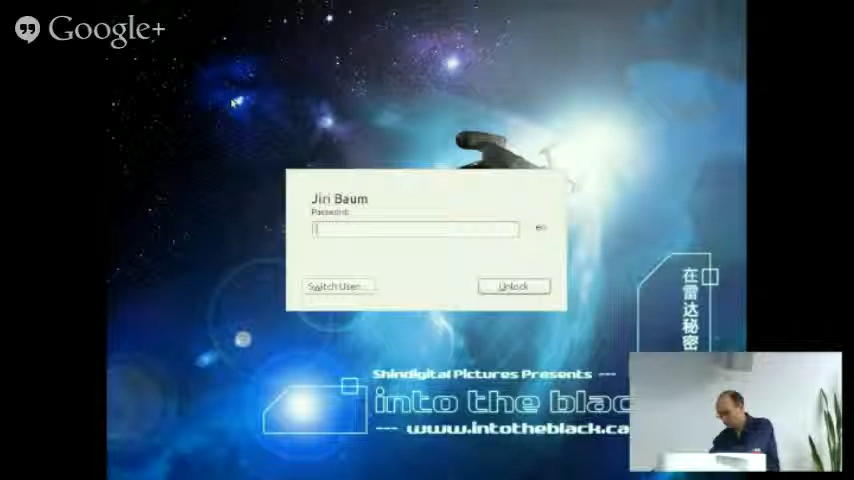 Google+
Jiri Baum
Password:
en
Switch User...
Unlock
在雷达秘密
Shindigital Pictures Presents ---
into the blac
--- www.intotheblack.ca